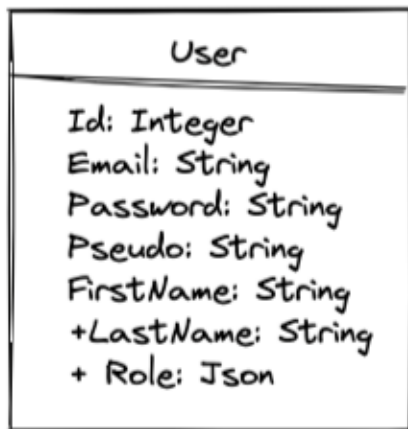 User
Id: Integer
Email: String
Password: String
Pseudo: String
FirstName: String
+LastName: String
+ Role: Json